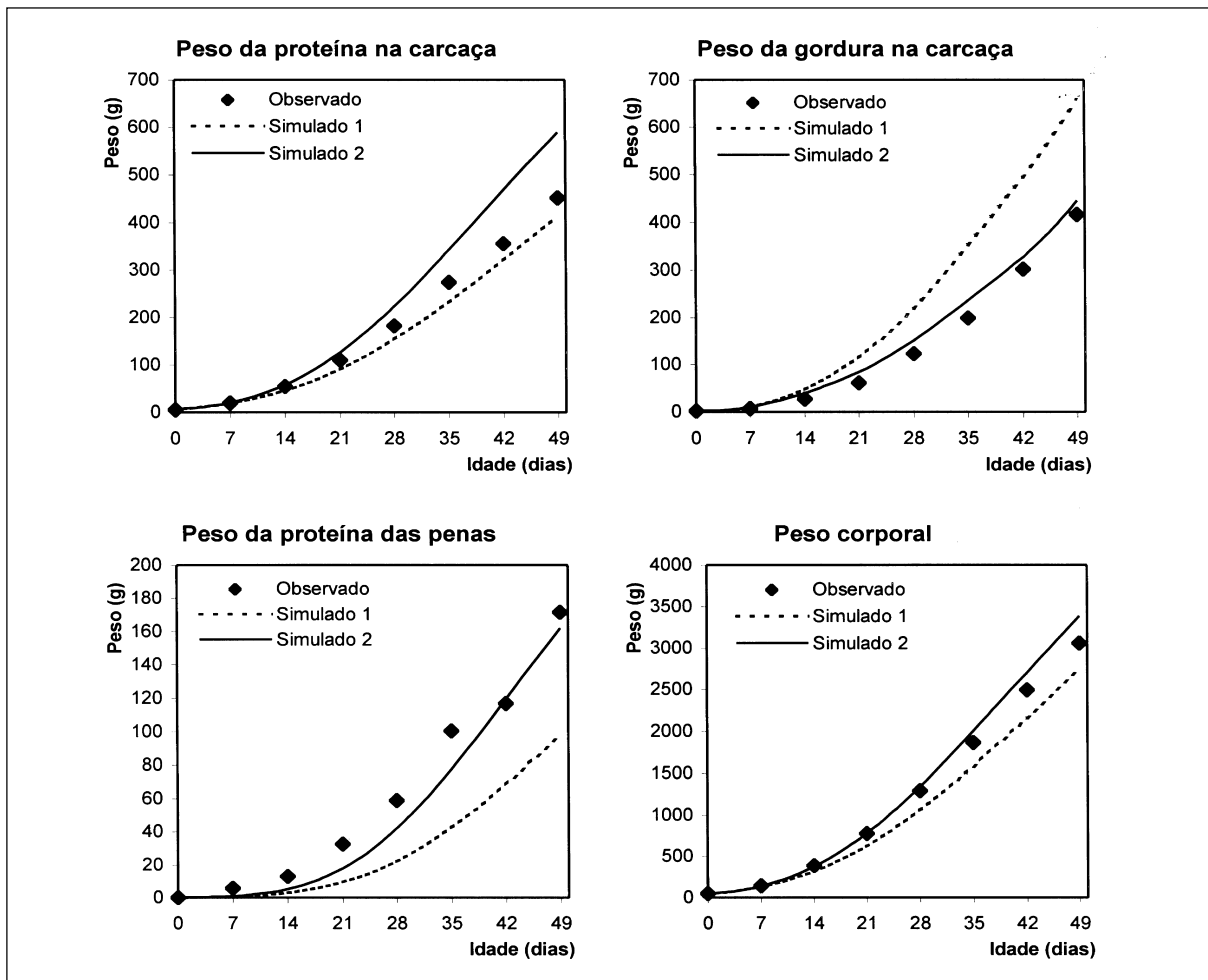 Peso da proteína na carcaça
Peso (g)
700
600
500
400
300
200
100
0
Observado
Simulado 1
Simulado 2
0 7 14 21 28 35 42 49
Idade (dias)
Peso da gordura na carcaça
Peso (g)
700
600
500
400
300
200
100
0
Observado
Simulado 1
Simulado 2
0 7 14 21 28 35 42 49
Idade (dias)
Peso da proteína das penas
Peso (g)
200
180
160
140
120
100
80
60
40
20
0
Observado
Simulado 1
Simulado 2
0 7 14 21 28 35 42 49
Idade (dias)
Peso corporal
Peso (g)
4000
3500
3000
2500
2000
1500
1000
500
0
Observado
Simulado 1
Simulado 2
0 7 14 21 28 35 42 49
Idade (dias)